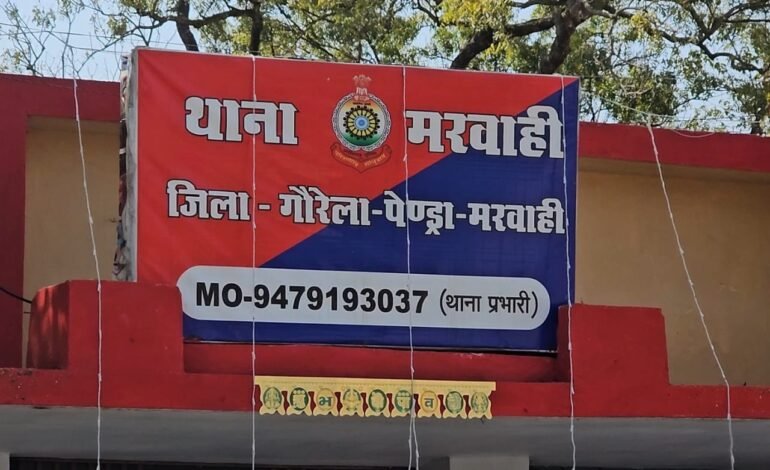 थाना मरवाही
जिला - गौरेला-पेण्ड्रा-मरवाही
MO-9479193037 (थाना प्रभारी)